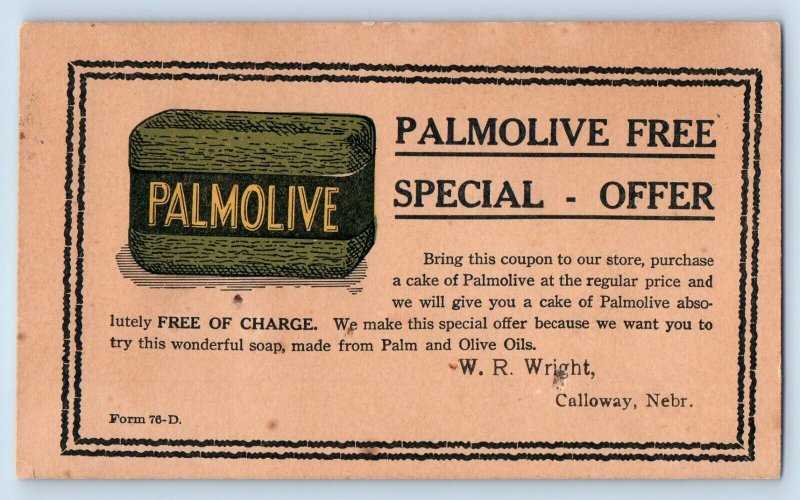 PALMOLIVE
PALMOLIVE FREE
SPECIAL - OFFER
Bring this coupon to our store, purchase
a cake of Palmolive at the regular price and
we will give you a cake of Palmolive abso-
lutely FREE OF CHARGE. We make this special offer because we want you to
try this wonderful soap, made from Palm and Olive Oils.
W. R. Wright,
Calloway, Nebr.
Form 76-D.